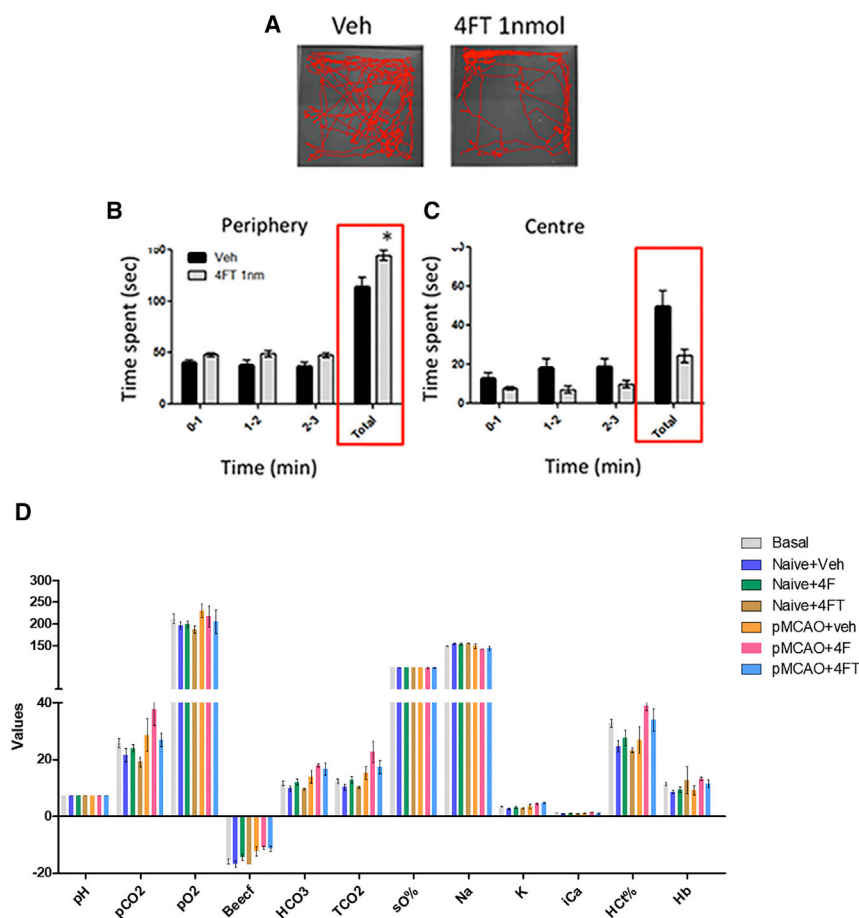 A
Veh
4FT 1nmol
B
Periphery
Time spent (sec)
100
50
0
Veh
4FT 1nm
*
0-1
1-2
2-3
Total
Time (min)
C
Centre
Time spent (sec)
60
40
20
0
0-1
1-2
2-3
Total
Time (min)
D
Values
300
250
200
150
40
20
0
-20
pH
pCO2
pO2
Beecf
HCO3
TCO2
sO%
Na
K
iCa
HCt%
Hb
Basal
Naive+Veh
Naive+4F
Naive+4FT
pMCAO+veh
pMCAO+4F
pMCAO+4FT